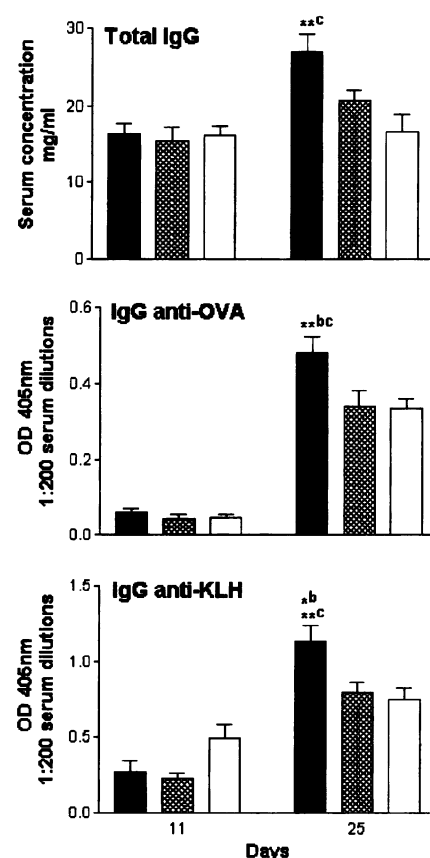 Total IgG
**c
Serum concentration
mg/ml
30
20
10
0
IgG anti-OVA
**bc
OD 405nm
1:200 serum dilutions
0.6
0.4
0.2
0.0
IgG anti-KLH
*b
**c
OD 405nm
1:200 serum dilutions
1.5
1.0
0.5
0.0
11
25
Days